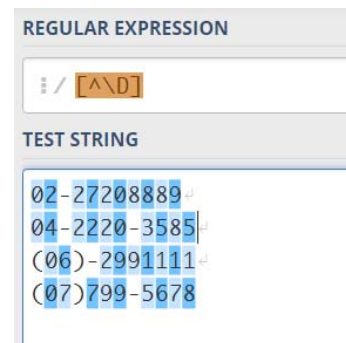 REGULAR EXPRESSION
/ [^\D]
TEST STRING
02-27208889
04-2220-3585
(06)-2991111
(07)799-5678